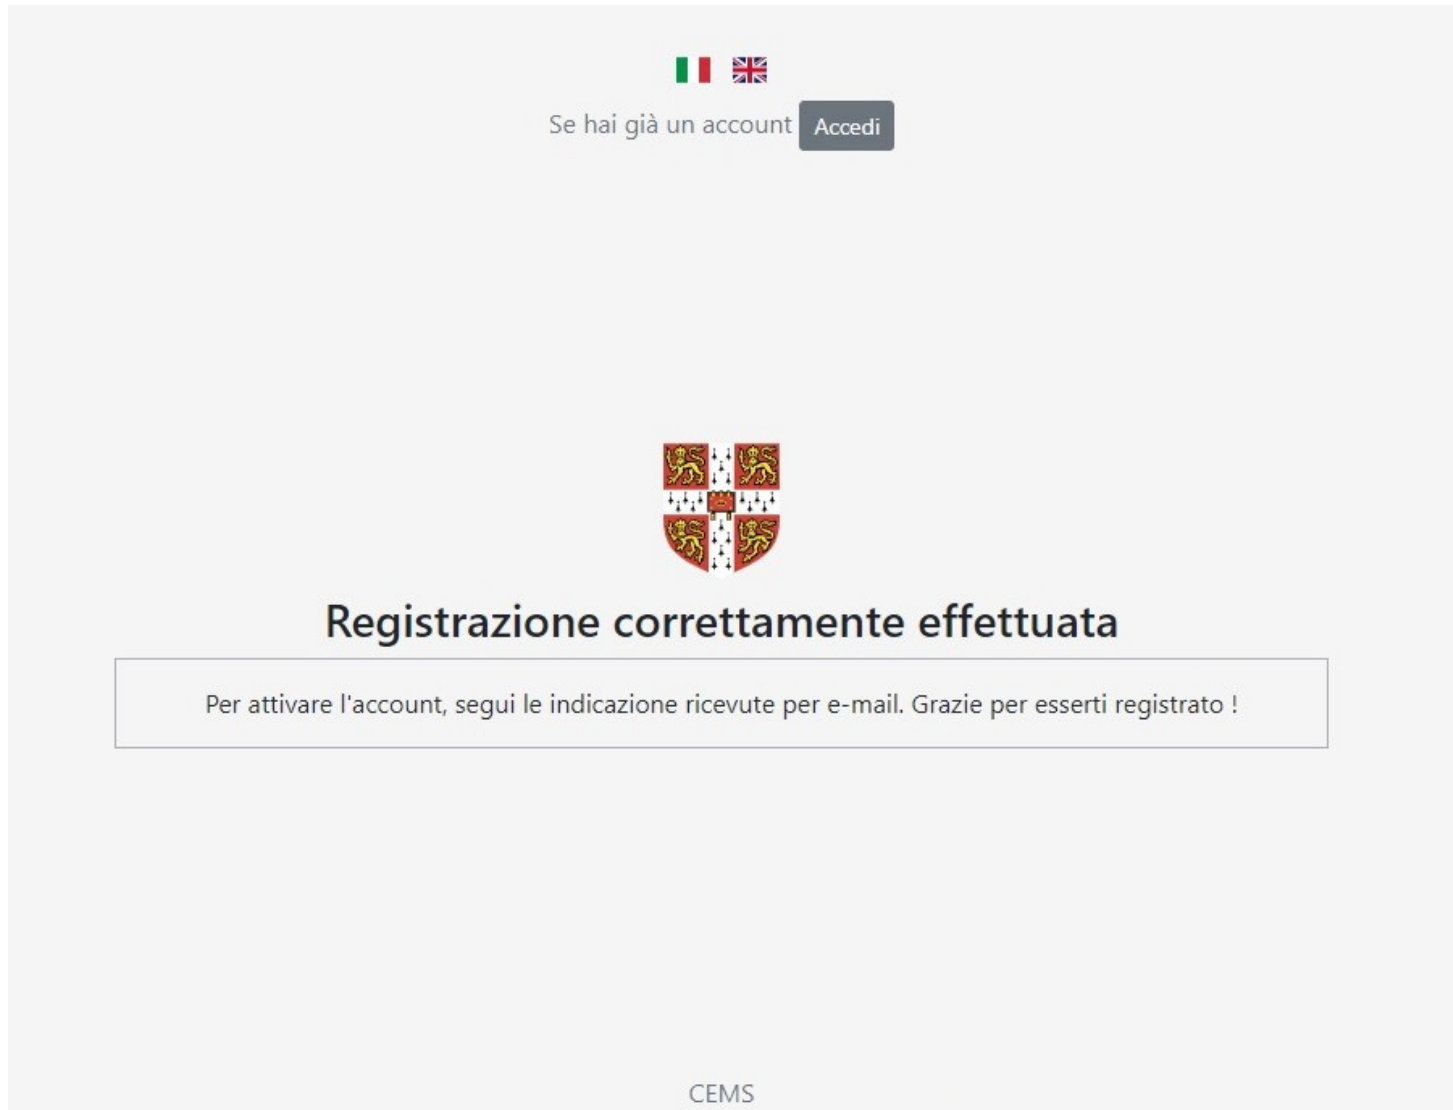 Se hai già un account Accedi
Registrazione correttamente effettuata
Per attivare l'account, segui le indicazione ricevute per e-mail. Grazie per esserti registrato !
CEMS